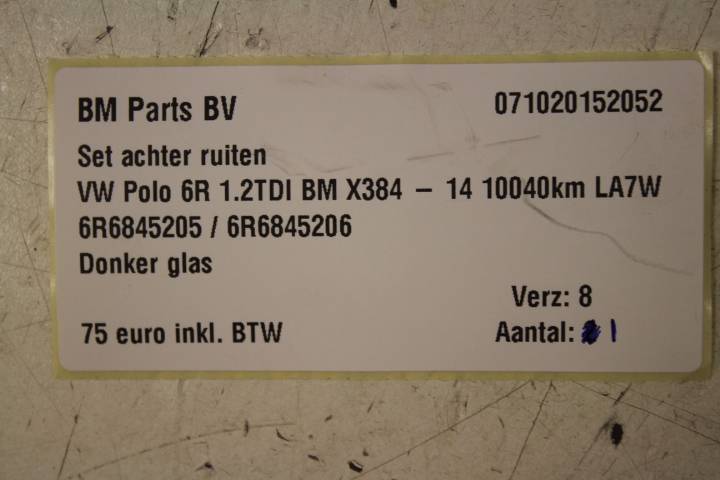 BM Parts BV 071020152052
Set achter ruiten
VW Polo 6R 1.2TDI BM X384 – 14 10040km LA7W
6R6845205 / 6R6845206
Donker glas
Verz: 8
75 euro inkl. BTW Aantal: 1